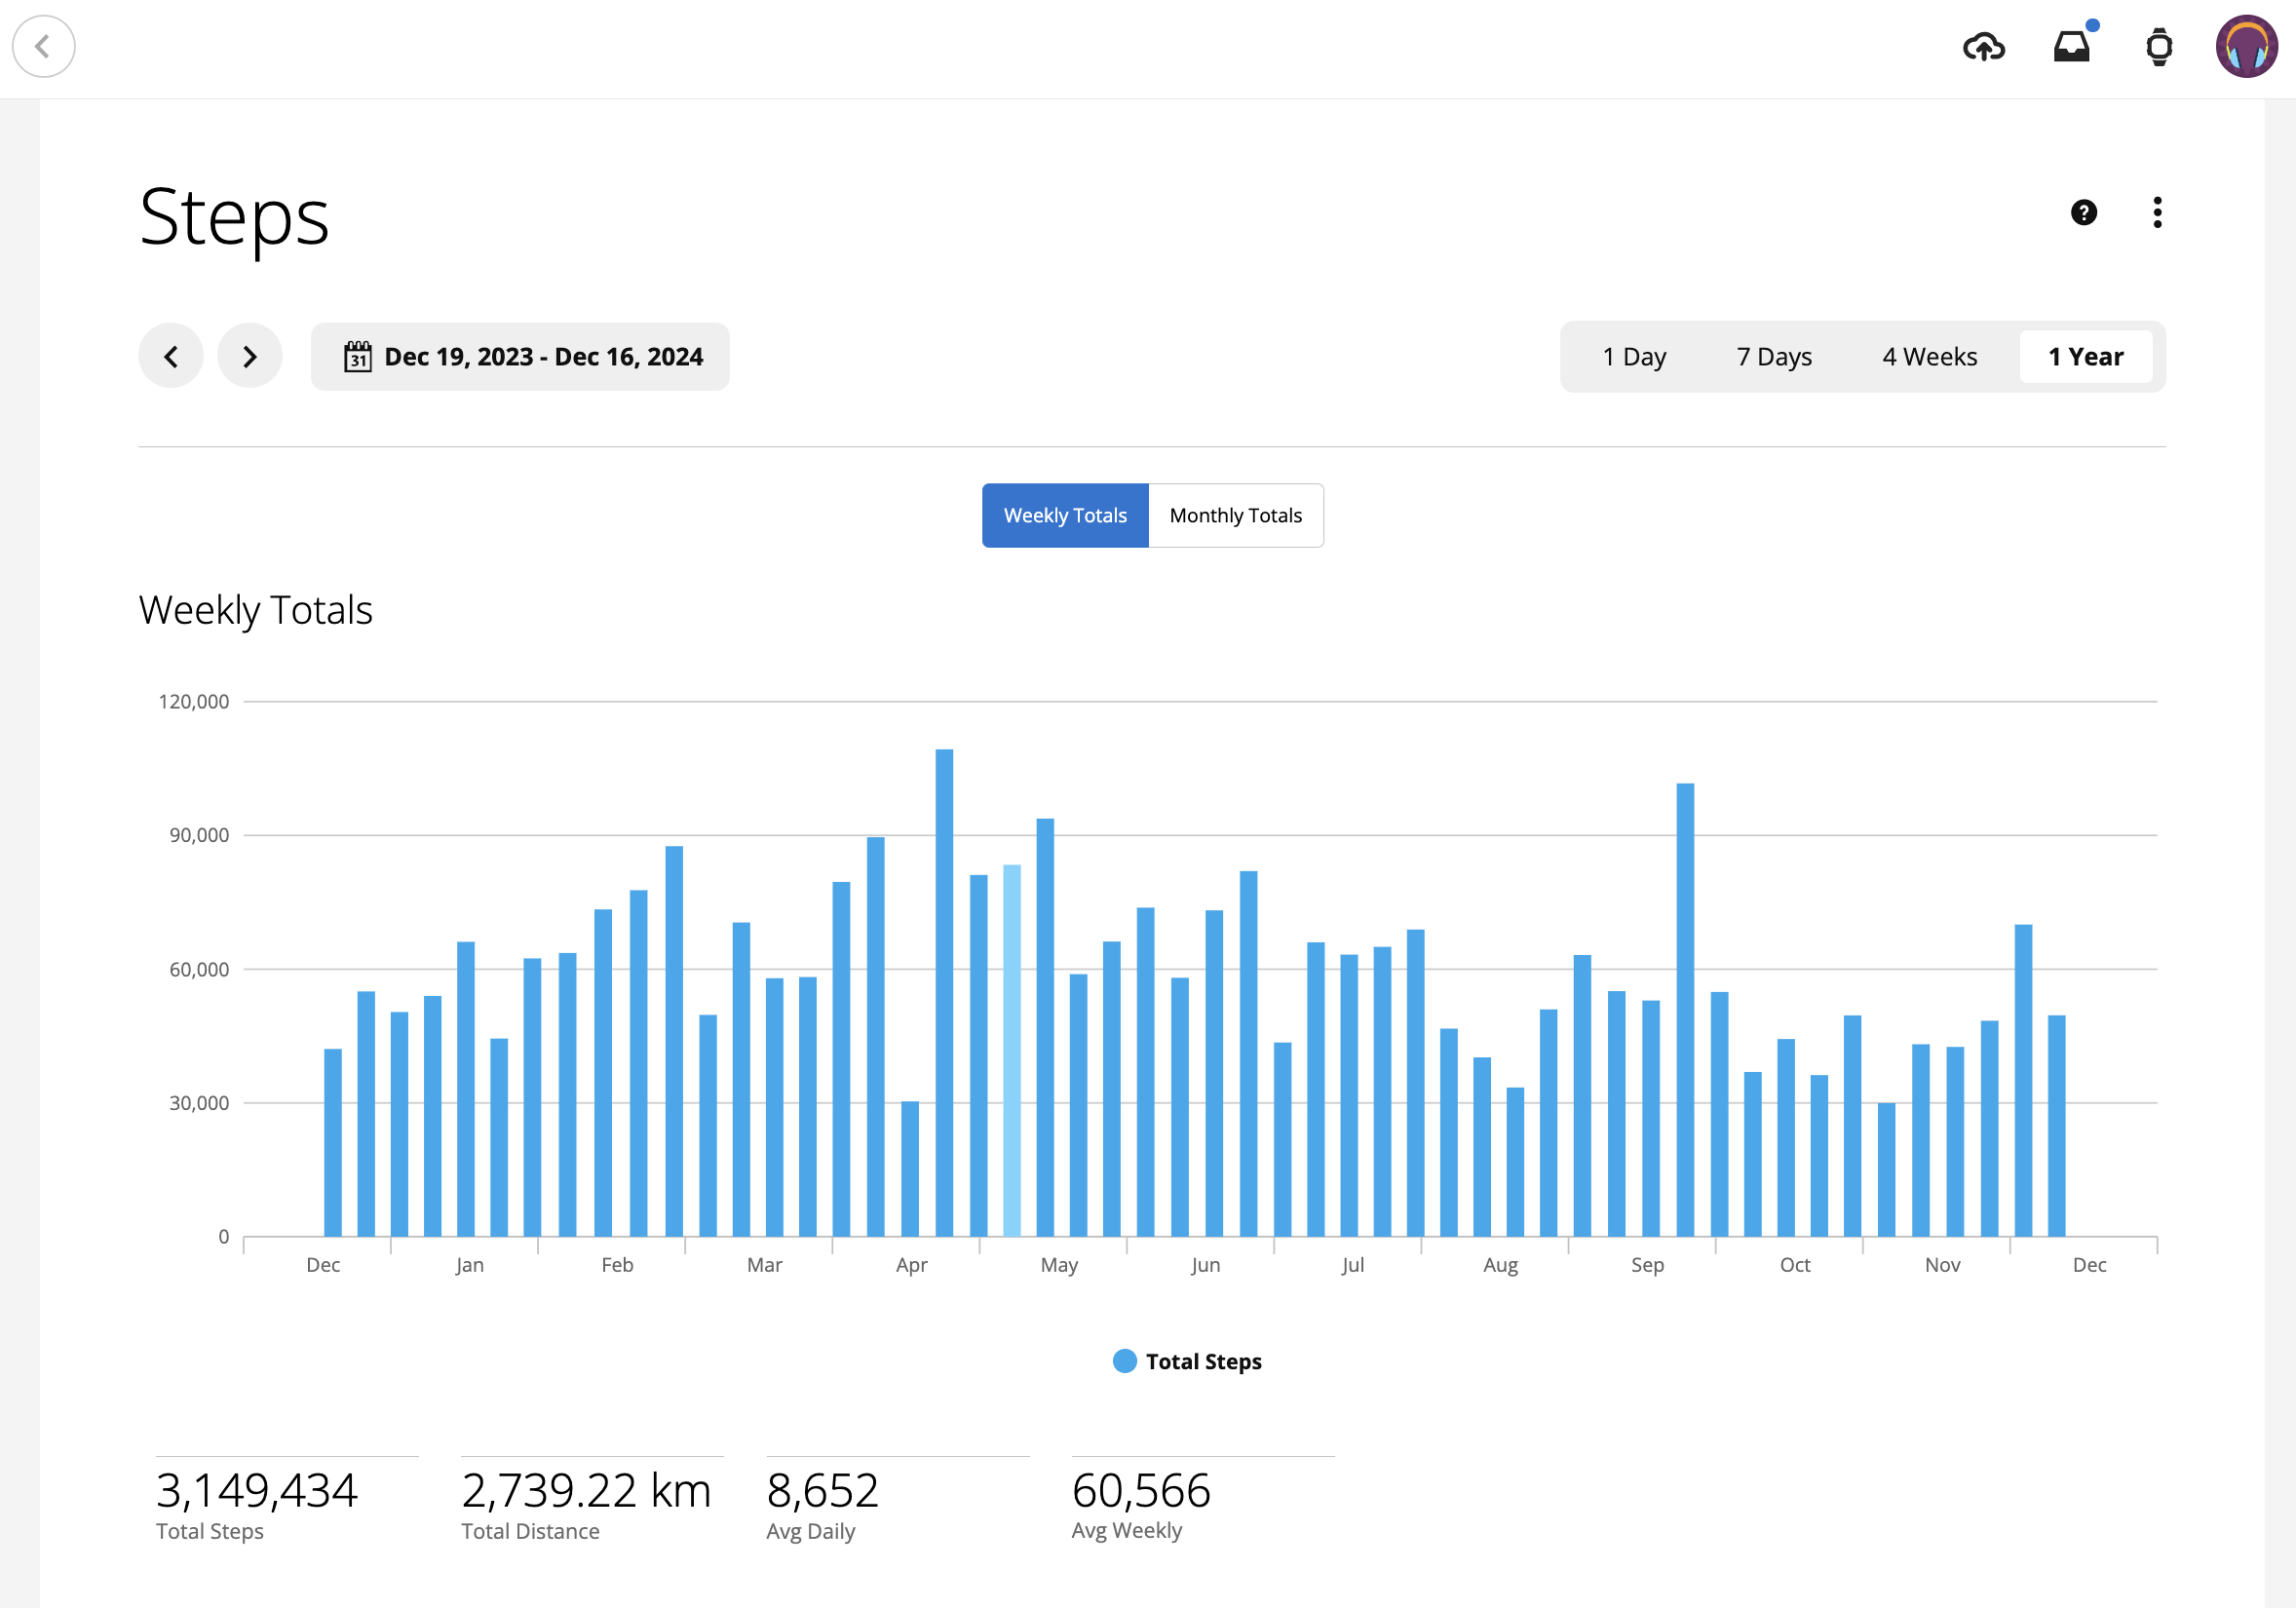 Steps
31
Dec 19, 2023 - Dec 16, 2024
1 Day
7 Days
4 Weeks
1 Year
Weekly Totals
Monthly Totals
Weekly Totals
120,000
90,000
60,000
30,000
0
Dec
Jan
Feb
Mar
Apr
May
Jun
Jul
Aug
Sep
Oct
Nov
Dec
Total Steps
3,149,434
Total Steps
2,739.22 km
Total Distance
8,652
Avg Daily
60,566
Avg Weekly